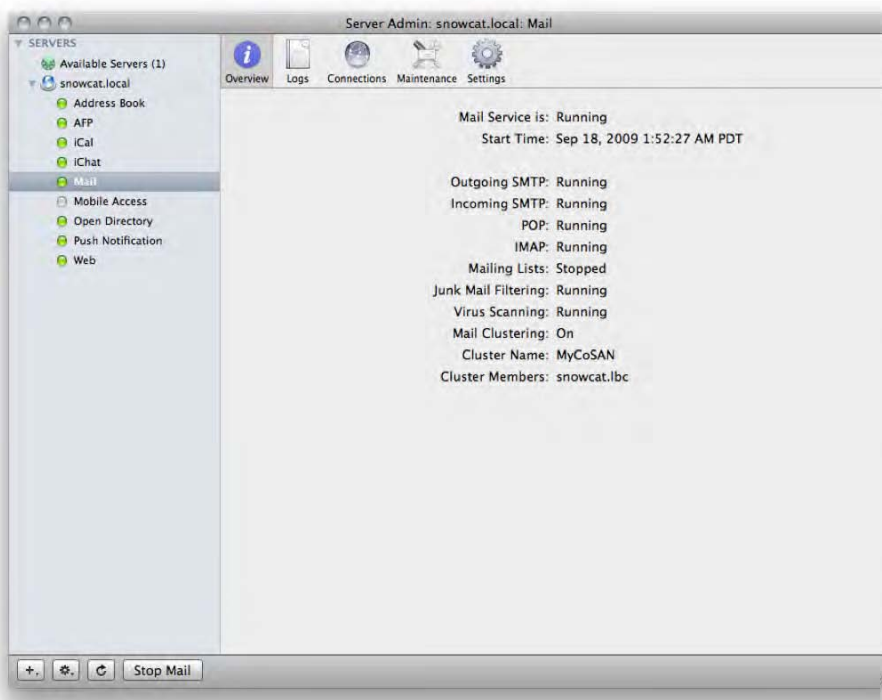 Server Admin: snowcat.local: Mail
SERVERS
Available Servers (1)
snowcat.local
Address Book
AFP
iCal
iChat
Mail
Mobile Access
Open Directory
Push Notification
Web
Overview Logs Connections Maintenance Settings
Mail Service is: Running
Start Time: Sep 18, 2009 1:52:27 AM PDT
Outgoing SMTP: Running
Incoming SMTP: Running
POP: Running
IMAP: Running
Mailing Lists: Stopped
Junk Mail Filtering: Running
Virus Scanning: Running
Mail Clustering: On
Cluster Name: MyCoSAN
Cluster Members: snowcat.lbc
Stop Mail